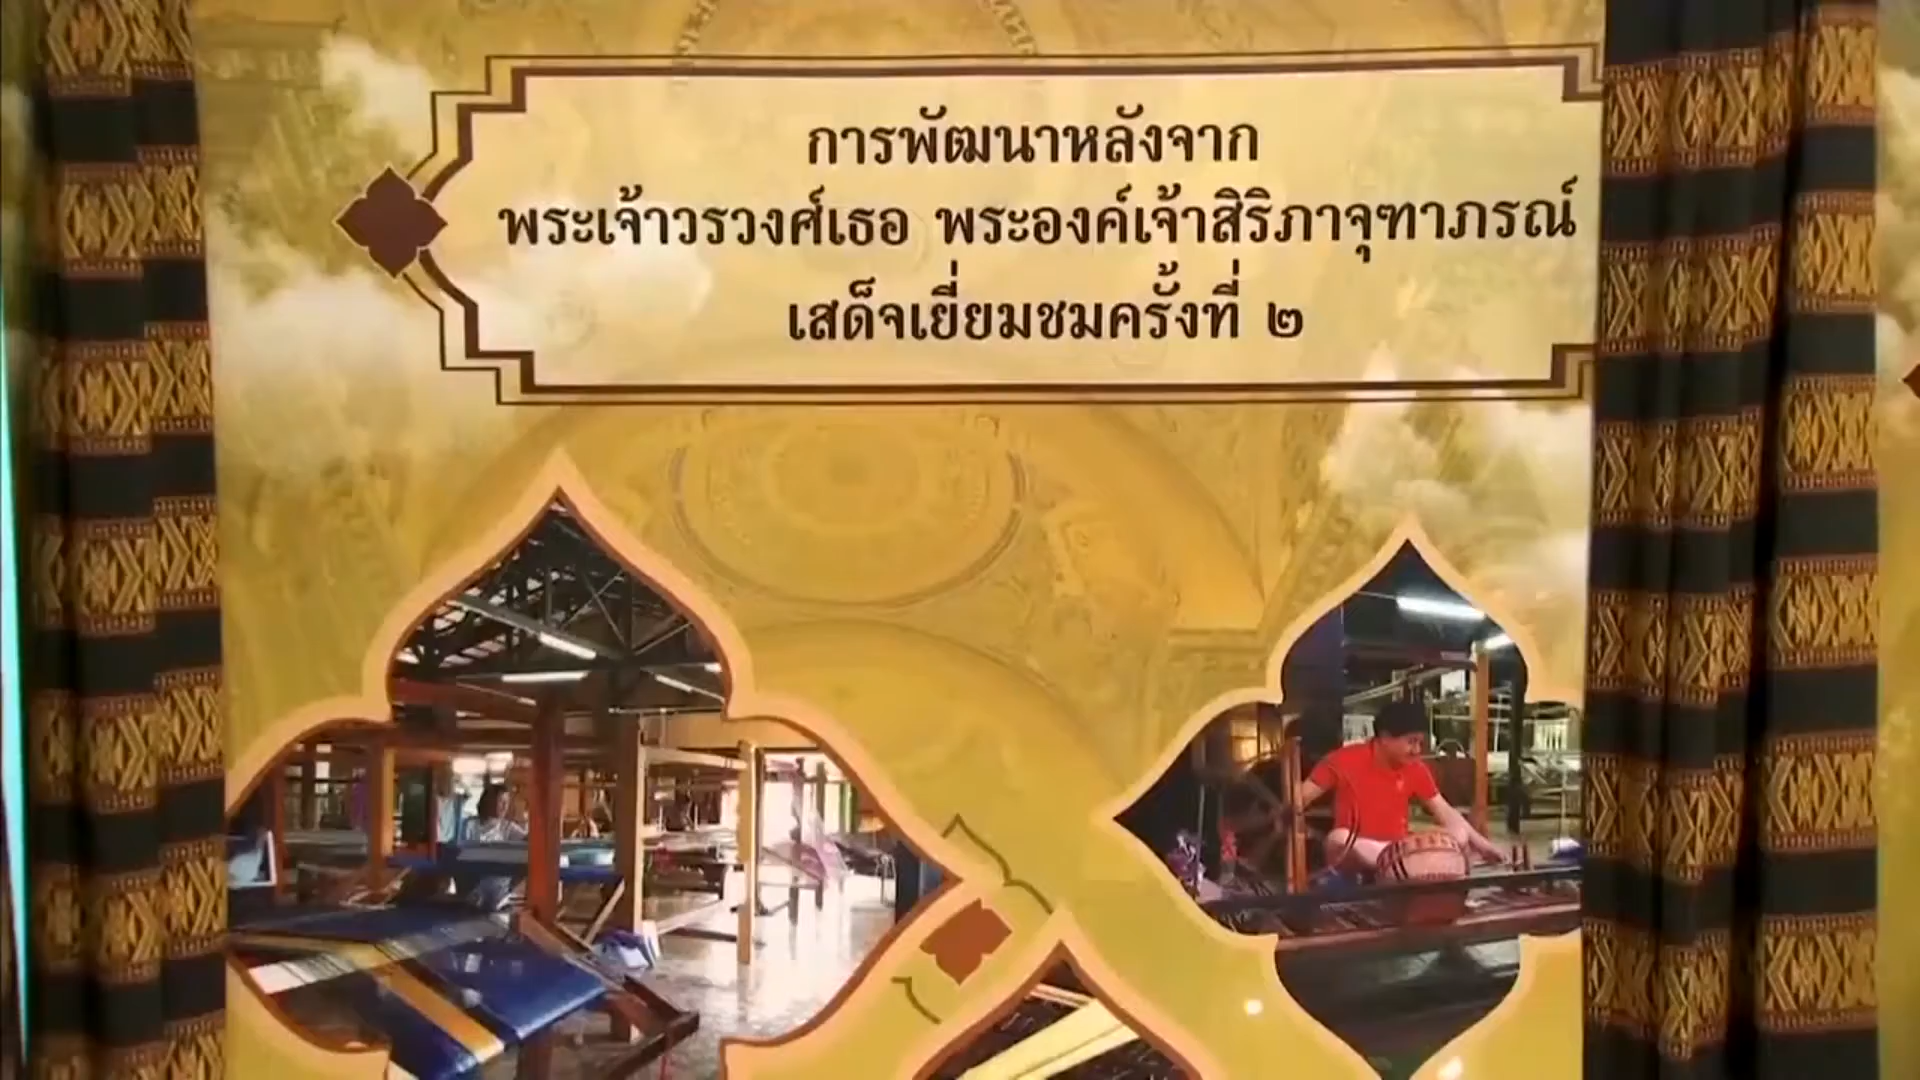 การพัฒนาหลังจาก
พระเจ้าวรวงศ์เธอ พระองค์เจ้าสิริภาจุฑาภรณ์
เสด็จเยี่ยมชมครั้งที่ ๒